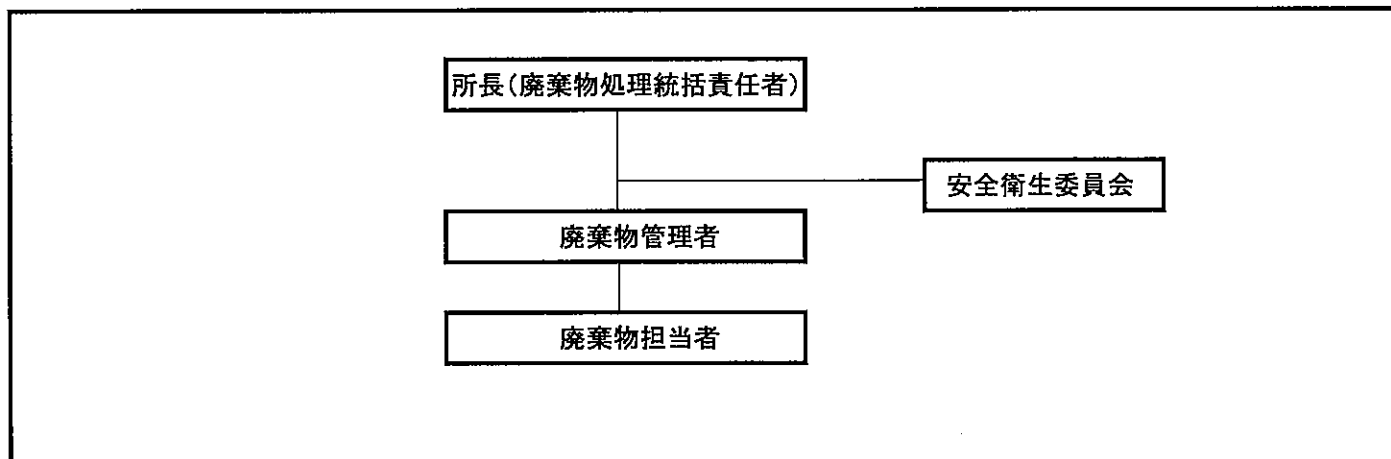 所長（廃棄物処理統括責任者）
安全衛生委員会
廃棄物管理者
廃棄物担当者